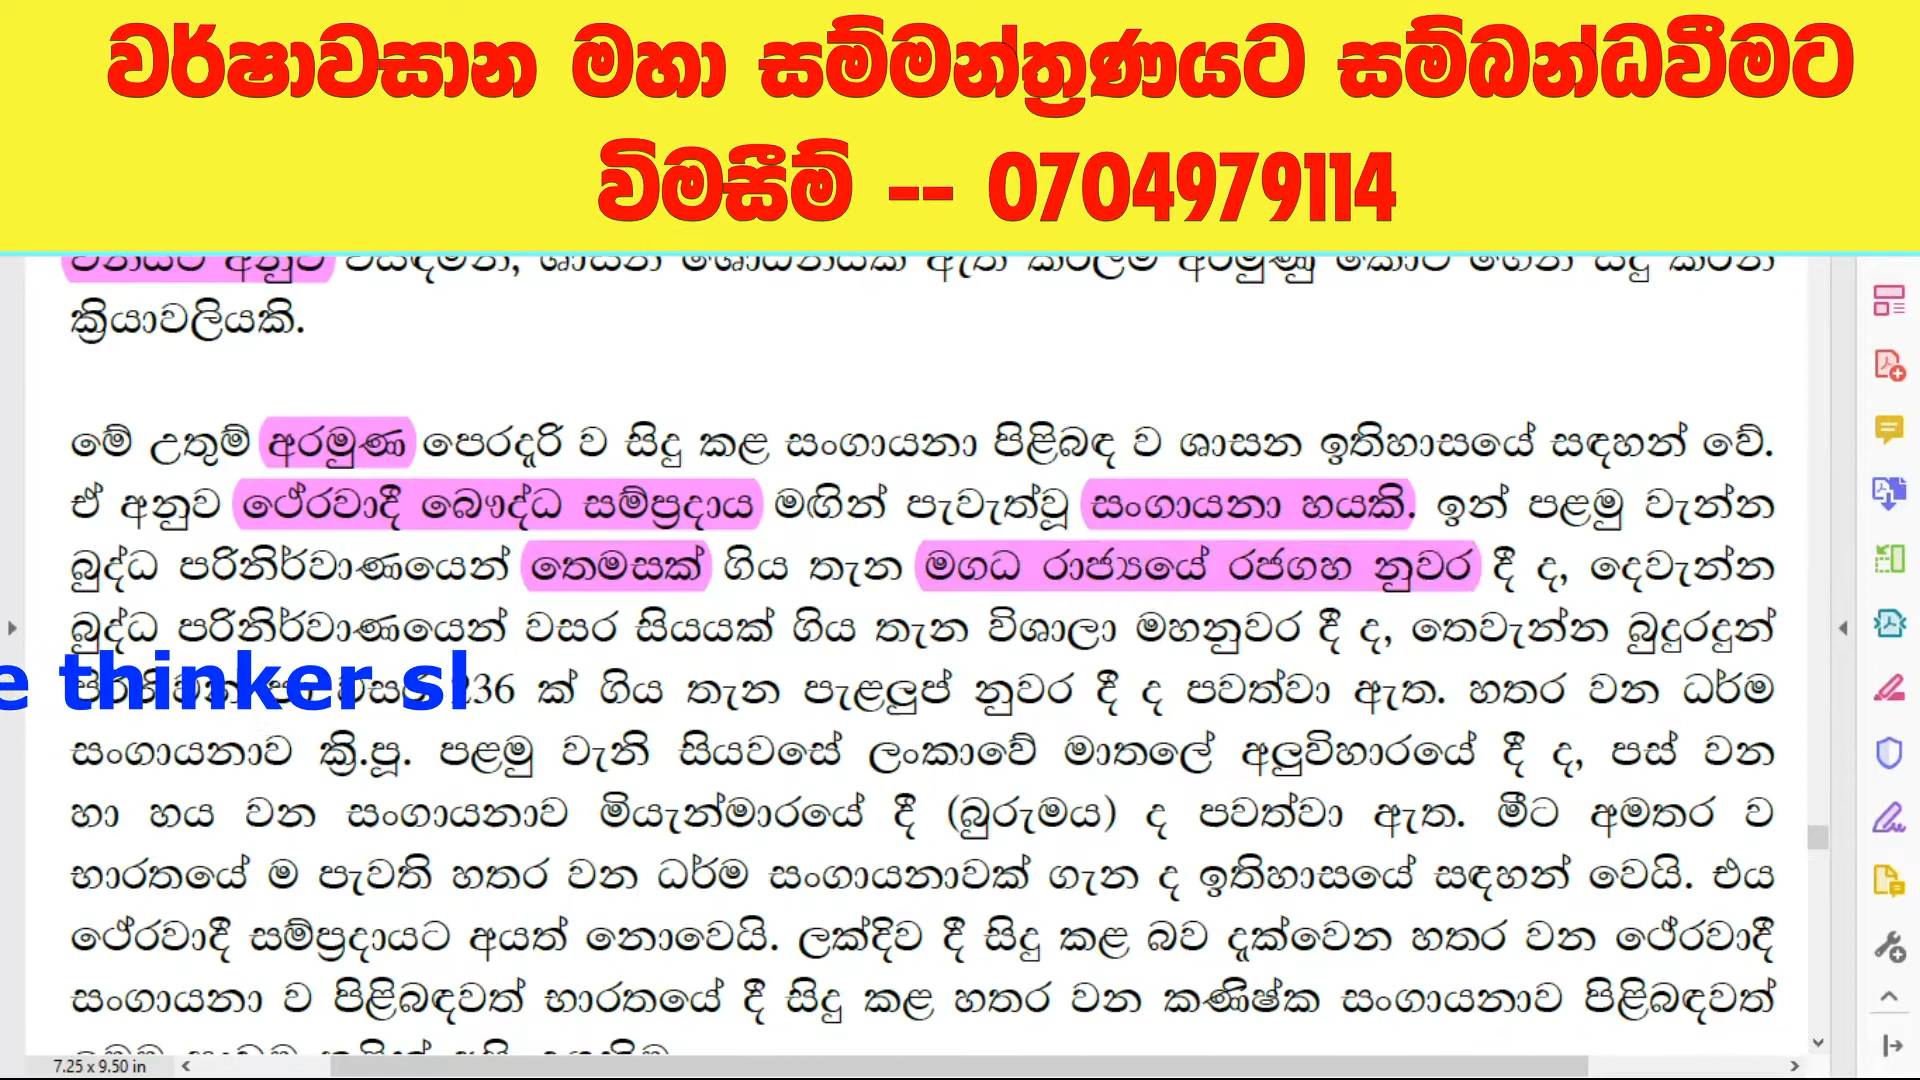 වර්ෂාවසාන මහා සම්මන්ත්‍රණයට සම්බන්ධවීමට
විමසීම් -- 0704979114
ක්‍රියාවලියකි.
මේ උතුම් අරමුණ පෙරදැරි ව සිදු කළ සංගායනා පිළිබඳ ව ශාසන ඉතිහාසයේ සඳහන් වේ.
ඒ අනුව ථේරවාදී බෞද්ධ සම්ප්‍රදාය මඟින් පැවැත්වූ සංගායනා හයකි. ඉන් පළමු වැන්න
බුද්ධ පරිනිර්වාණයෙන් තෙමසක් ගිය තැන මගධ රාජ්‍යයේ රජගහ නුවර දී ද, දෙවැන්න
බුද්ධ පරිනිර්වාණයෙන් වසර සියයක් ගිය තැන විශාලා මහනුවර දී ද, තෙවැන්න බුදුරදුන්
e thinker sl
236 ක් ගිය තැන පැළලුප් නුවර දී ද පවත්වා ඇත. හතර වන ධර්ම
සංගායනාව ක්‍රි.පූ. පළමු වැනි සියවසේ ලංකාවේ මාතලේ අලුවිහාරයේ දී ද, පස් වන
හා හය වන සංගායනාව මියැන්මාරයේ දී (බුරුමය) ද පවත්වා ඇත. මීට අමතර ව
භාරතයේ ම පැවති හතර වන ධර්ම සංගායනාවක් ගැන ද ඉතිහාසයේ සඳහන් වෙයි. එය
ථේරවාදී සම්ප්‍රදායට අයත් නොවෙයි. ලක්දිව දී සිදු කළ බව දැක්වෙන හතර වන ථේරවාදී
සංගායනා ව පිළිබඳවත් භාරතයේ දී සිදු කළ හතර වන කණිෂ්ක සංගායනාව පිළිබඳවත්
7.25 x 9.50 in